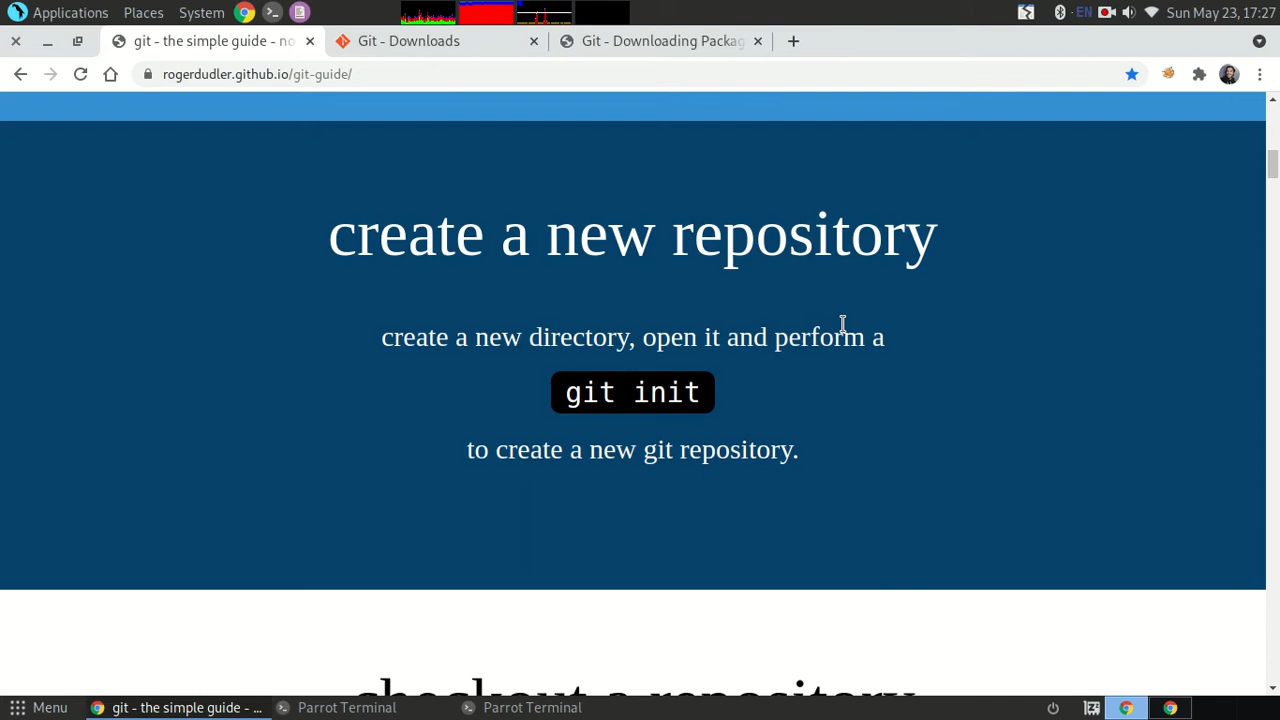 Applications Places System EN Sun May 23, 17:27
git - the simple guide - no Git - Downloads Git - Downloading Packag
rogerdudler.github.io/git-guide/
create a new repository
create a new directory, open it and perform a
git init
to create a new git repository.
checkout a repository
Menu git - the simple guide - ... Parrot Terminal Parrot Terminal